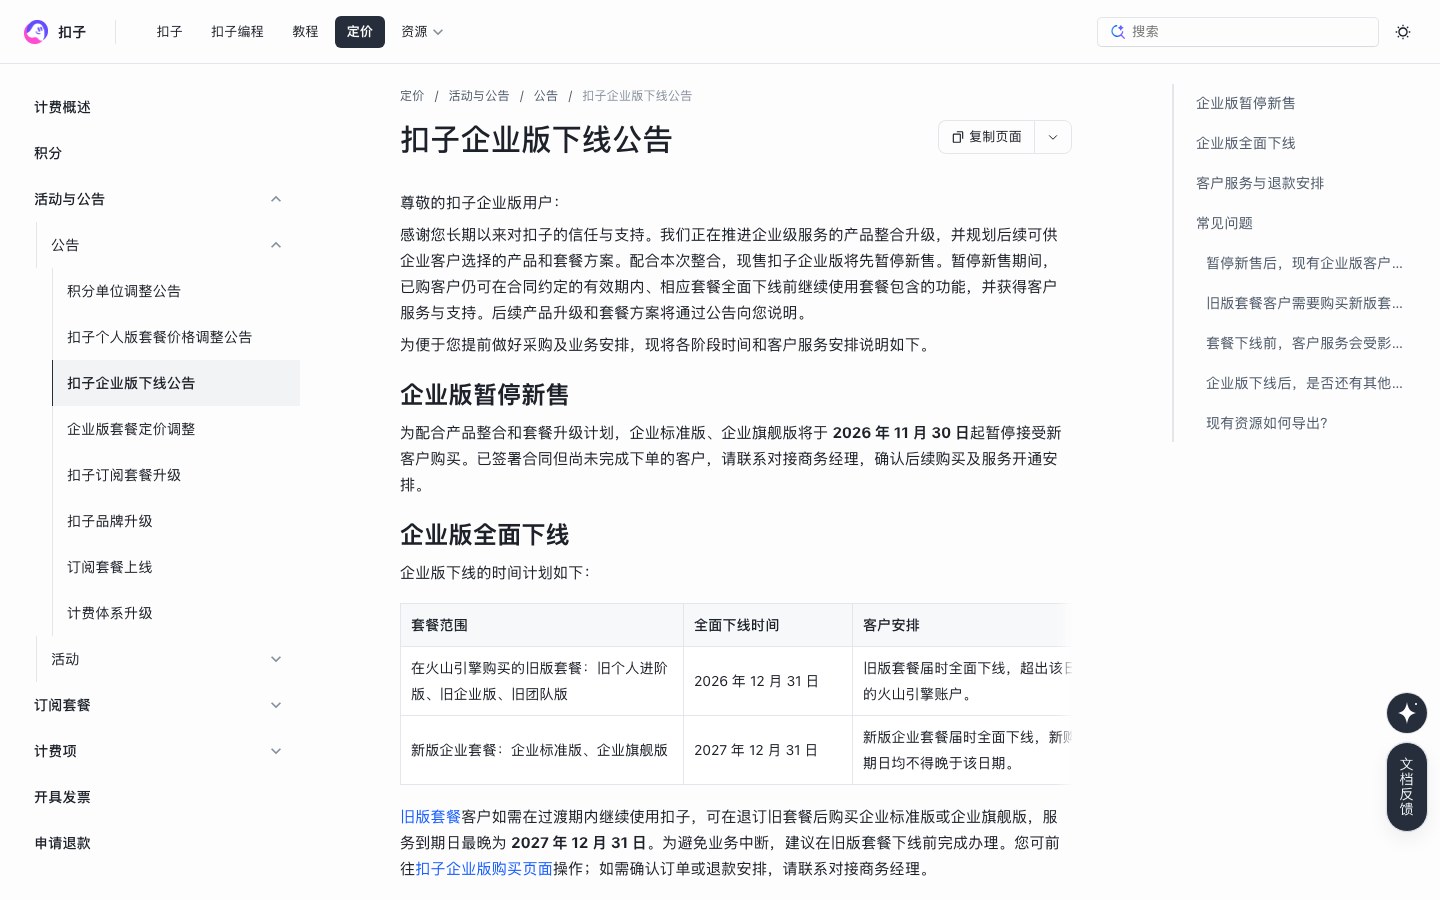 扣子
扣子
扣子编程
教程
定价
资源
搜索
计费概述
积分
活动与公告
公告
积分单位调整公告
扣子个人版套餐价格调整公告
扣子企业版下线公告
企业版套餐定价调整
扣子订阅套餐升级
扣子品牌升级
订阅套餐上线
计费体系升级
活动
订阅套餐
计费项
开具发票
申请退款
定价 / 活动与公告 / 公告 / 扣子企业版下线公告
扣子企业版下线公告
复制页面
尊敬的扣子企业版用户：
感谢您长期以来对扣子的信任与支持。我们正在推进企业级服务的产品整合升级，并规划后续可供
企业客户选择的产品和套餐方案。配合本次整合，现售扣子企业版将先暂停新售。暂停新售期间，
已购客户仍可在合同约定的有效期内、相应套餐全面下线前继续使用套餐包含的功能，并获得客户
服务与支持。后续产品升级和套餐方案将通过公告向您说明。
为便于您提前做好采购及业务安排，现将各阶段时间和客户服务安排说明如下。
企业版暂停新售
为配合产品整合和套餐升级计划，企业标准版、企业旗舰版将于 2026 年 11 月 30 日起暂停接受新
客户购买。已签署合同但尚未完成下单的客户，请联系对接商务经理，确认后续购买及服务开通安
排。
企业版全面下线
企业版下线的时间计划如下：
套餐范围
全面下线时间
客户安排
在火山引擎购买的旧版套餐：旧个人进阶
版、旧企业版、旧团队版
2026 年 12 月 31 日
旧版套餐届时全面下线，超出该
的火山引擎账户。
新版企业套餐：企业标准版、企业旗舰版
2027 年 12 月 31 日
新版企业套餐届时全面下线，新
期日均不得晚于该日期。
旧版套餐客户如需在过渡期内继续使用扣子，可在退订旧套餐后购买企业标准版或企业旗舰版，服
务到期日最晚为 2027 年 12 月 31 日。为避免业务中断，建议在旧版套餐下线前完成办理。您可前
往扣子企业版购买页面操作；如需确认订单或退款安排，请联系对接商务经理。
企业版暂停新售
企业版全面下线
客户服务与退款安排
常见问题
暂停新售后，现有企业版客户...
旧版套餐客户需要购买新版套...
套餐下线前，客户服务会受影...
企业版下线后，是否还有其他...
现有资源如何导出？
文档反馈